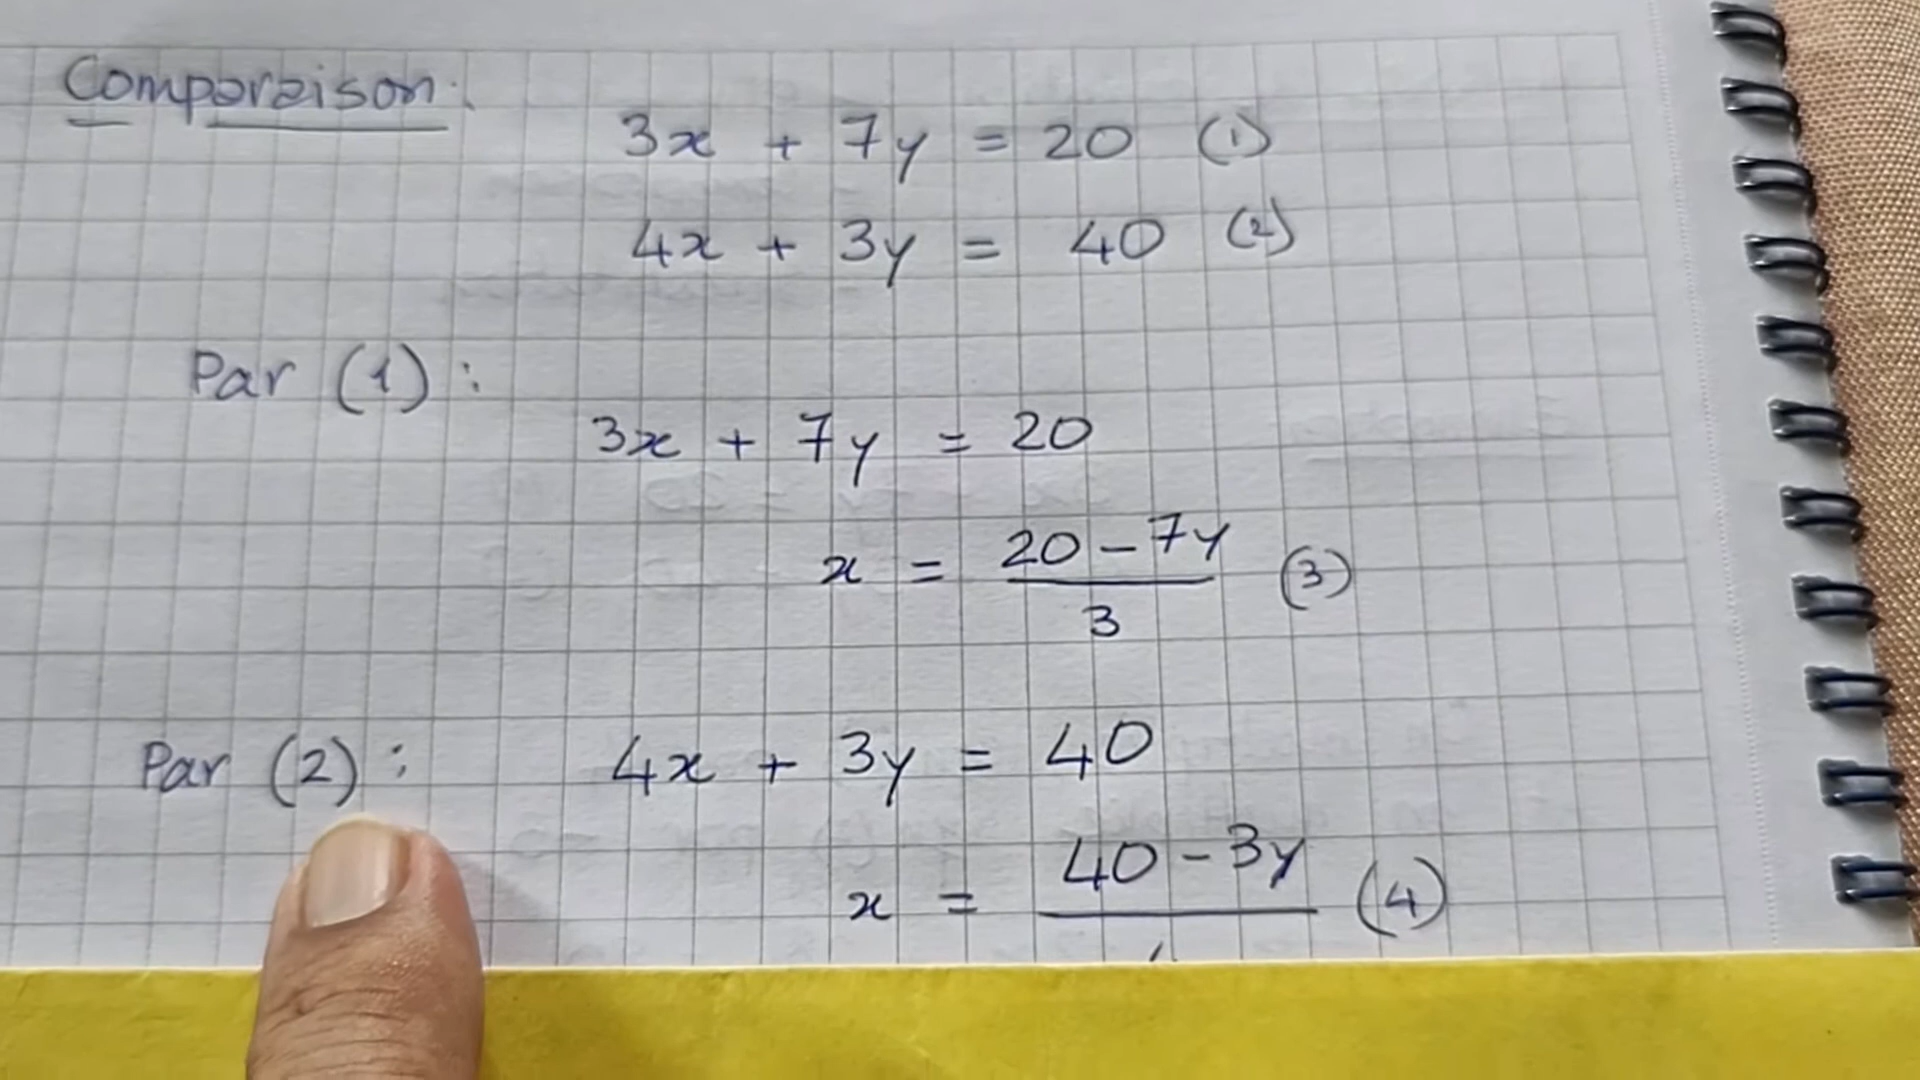 Comparaison.
3x + 7y = 20 (1)
4x + 3y = 40 (2)
Par (1) :
3x + 7y = 20
x = 20 - 7y (3)
3
Par (2) : 4x + 3y = 40
x = 40 - 3y (4)